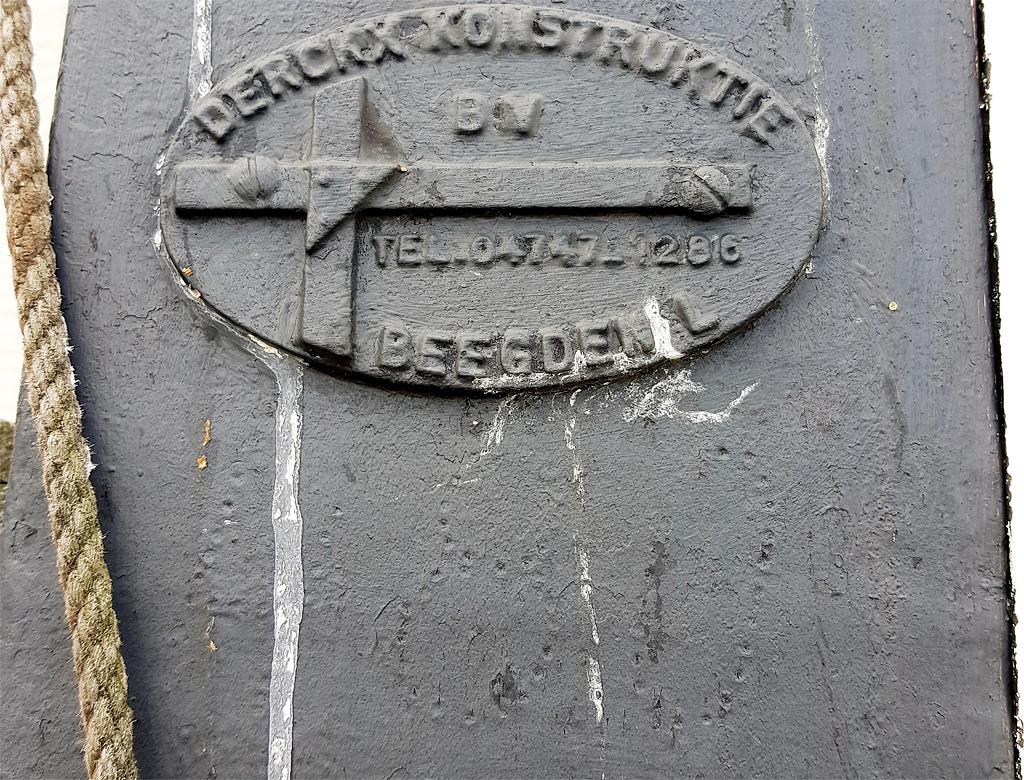 DERCKX KONSTRUKTIE
BV
TEL.:04747-1286
BEEGDEN L